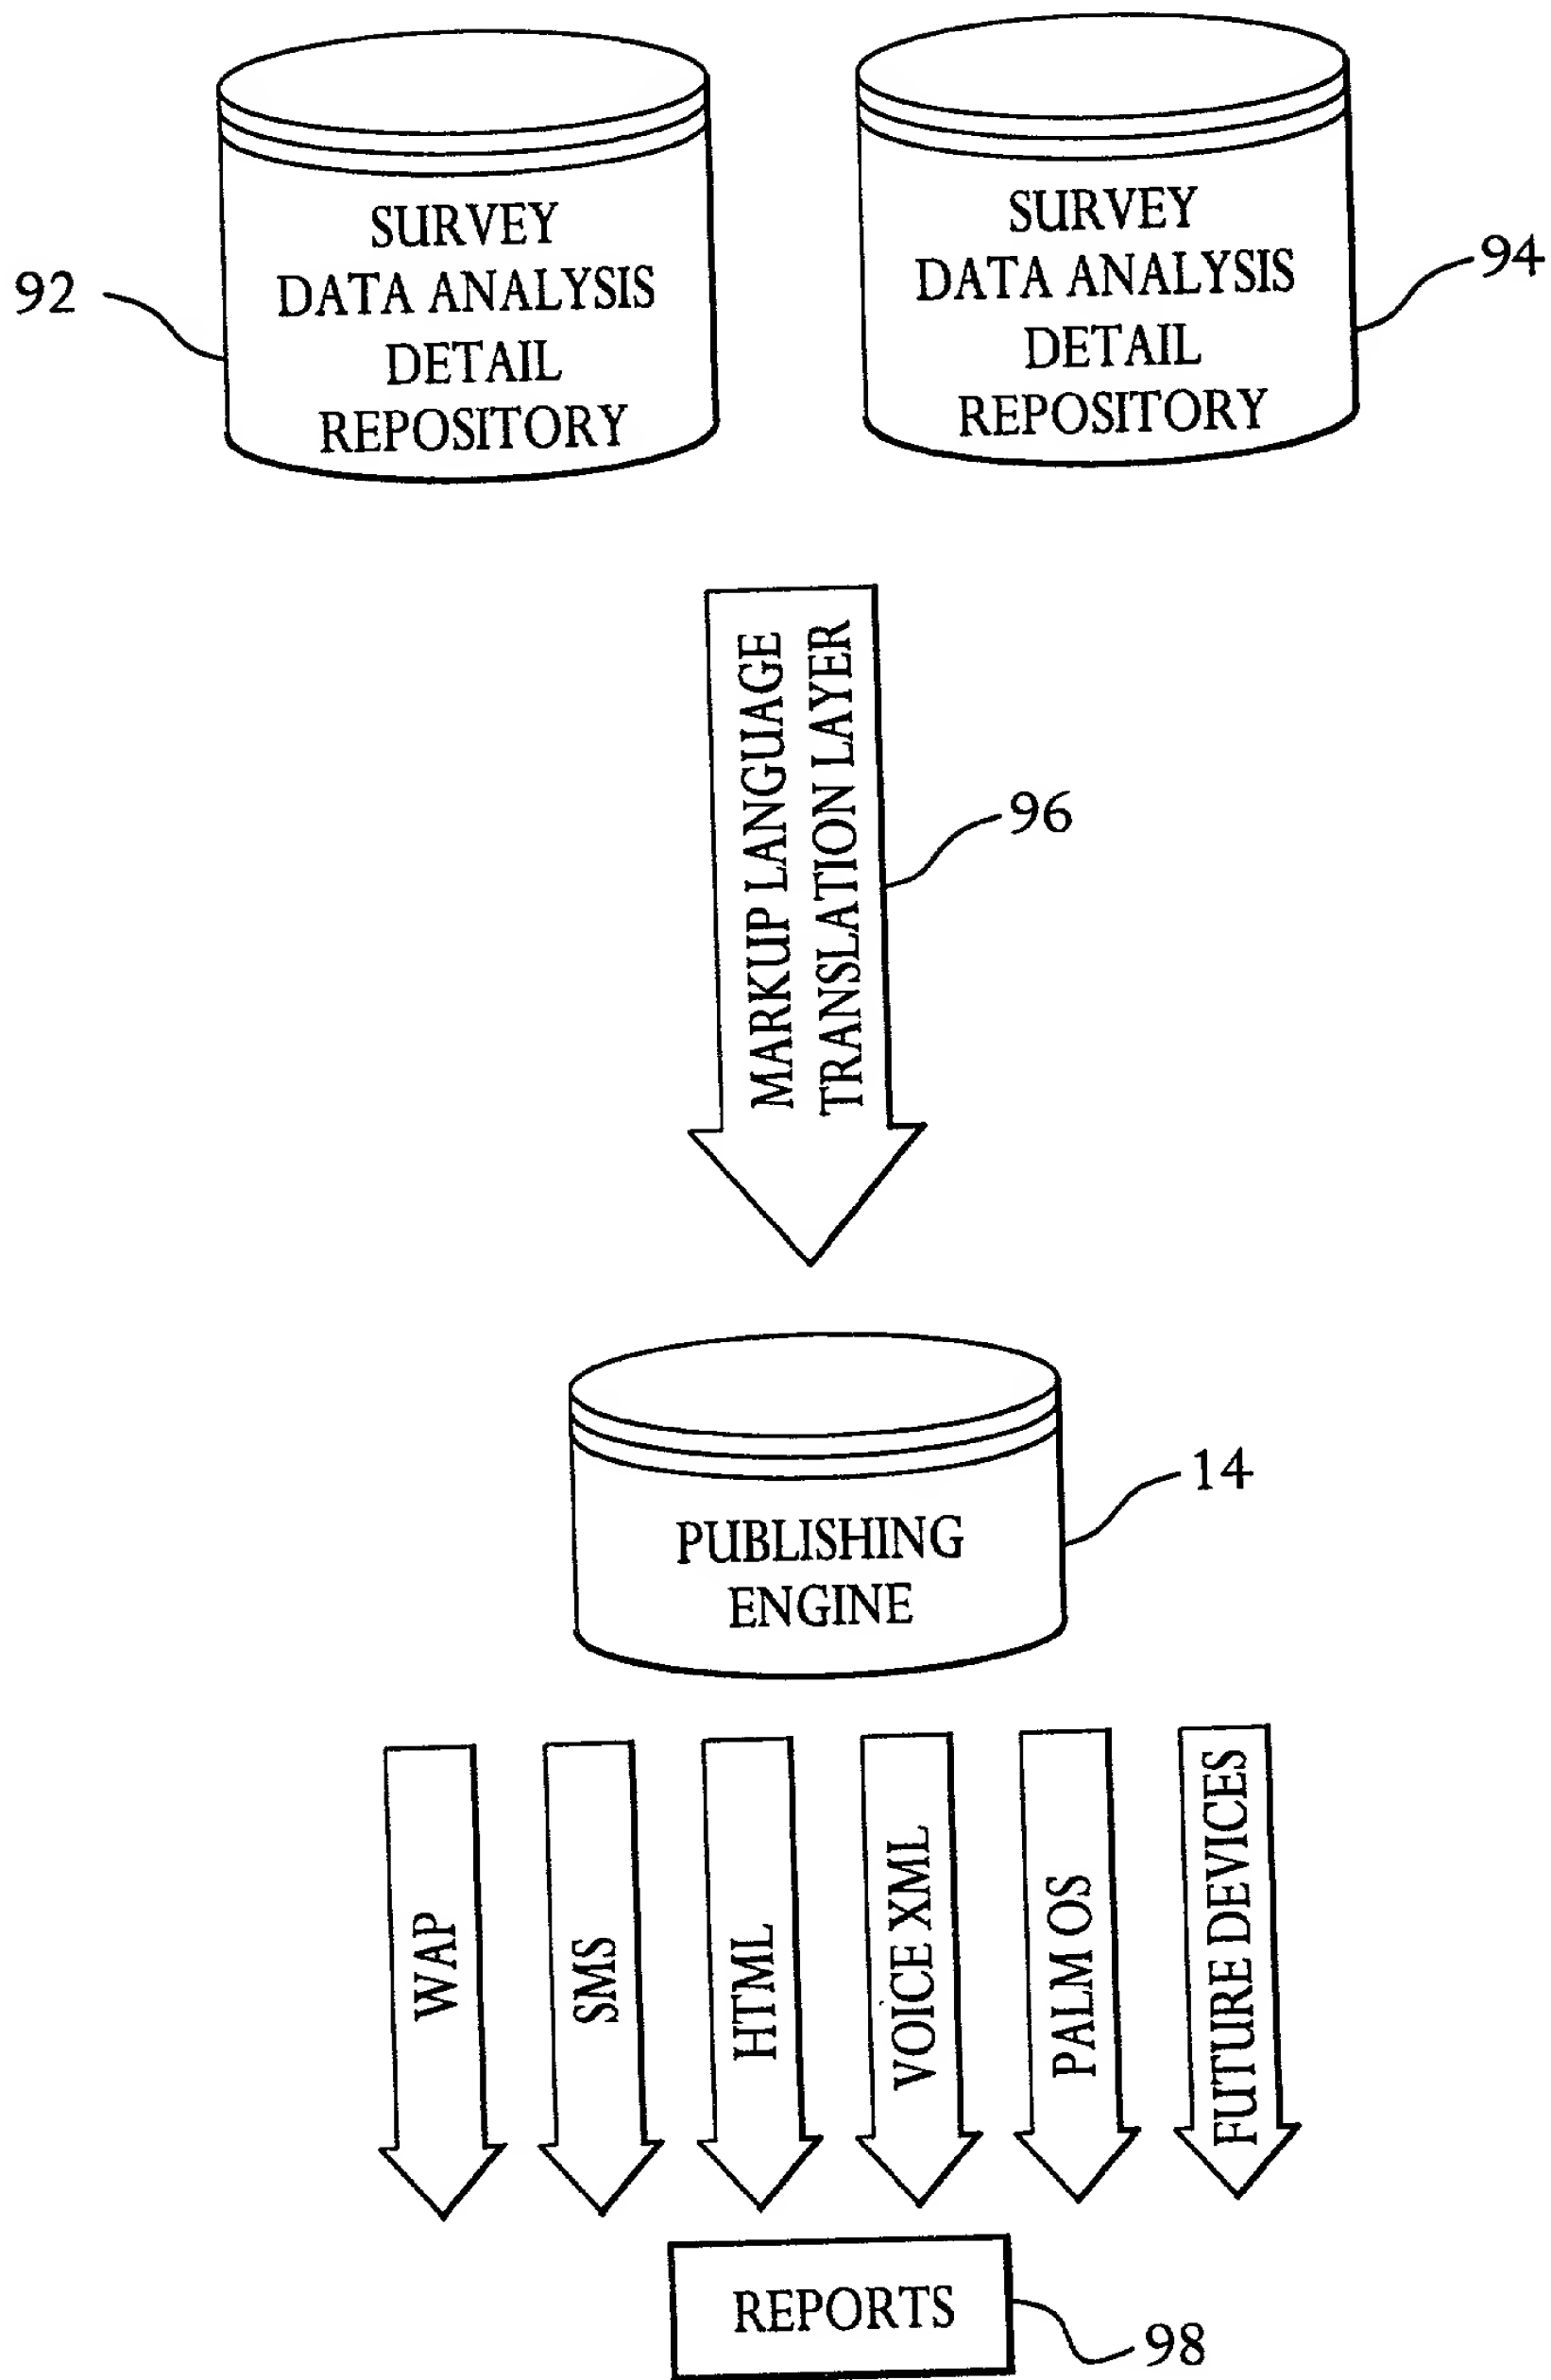 SURVEY
DATA ANALYSIS
DETAIL
REPOSITORY
92
SURVEY
DATA ANALYSIS
DETAIL
REPOSITORY
94
MARKUP LANGUAGE
TRANSLATION LAYER
96
PUBLISHING
ENGINE
14
WAP
SMS
HTML
VOICE XML
PALM OS
FUTURE DEVICES
REPORTS
98